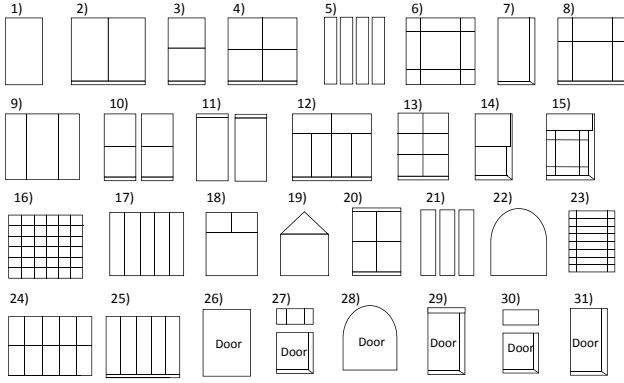 1) 2) 3) 4) 5) 6) 7) 8)
9) 10) 11) 12) 13) 14) 15)
16) 17) 18) 19) 20) 21) 22) 23)
24) 25) 26) 27) 28) 29) 30) 31)
Door Door Door Door Door Door